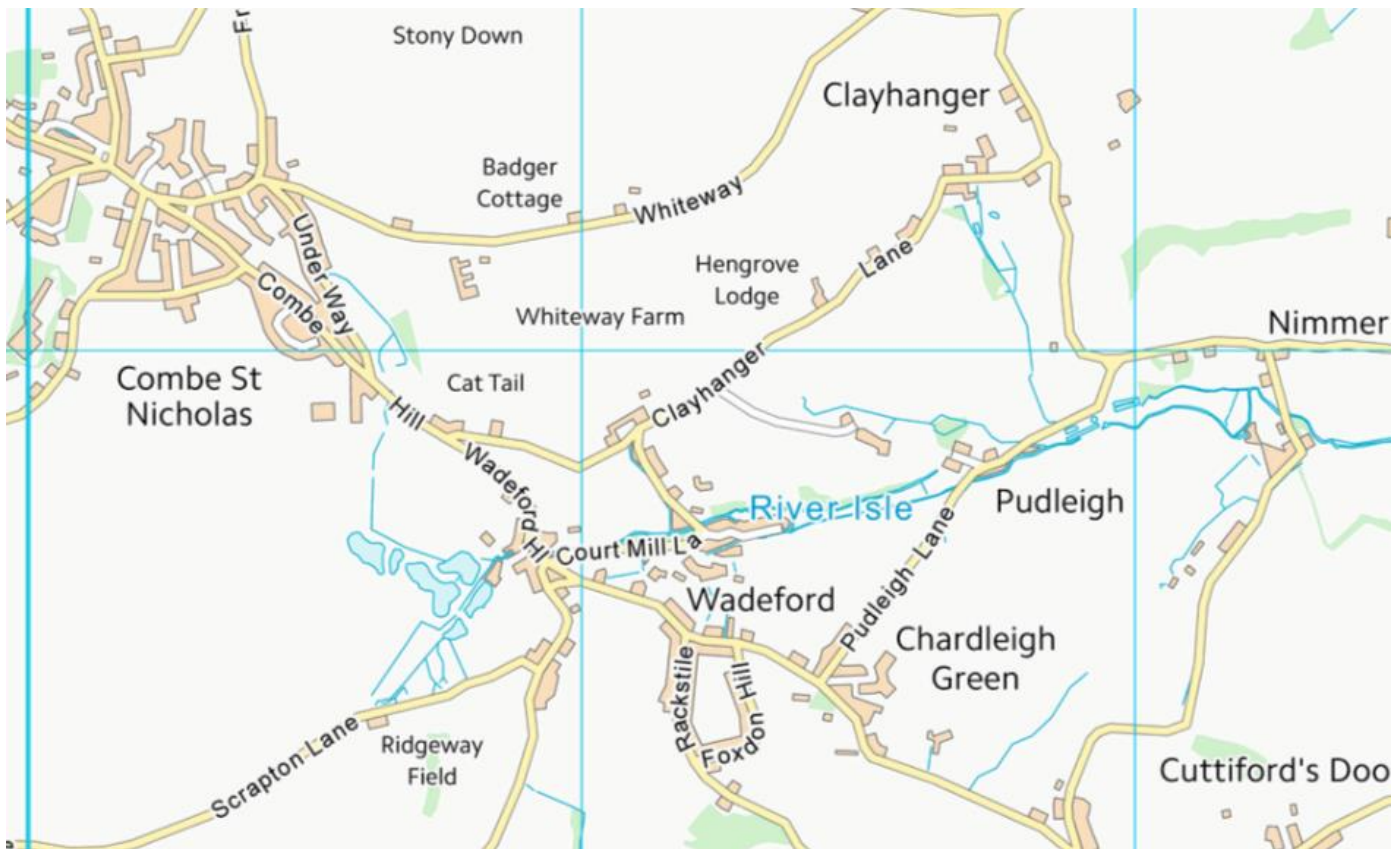 Fr
Stony Down
Clayhanger
Badger
Cottage
Whiteway
Under Way
Hengrove
Lodge
Lane
Combe
Whiteway Farm
Nimmer
Combe St
Nicholas
Cat Tail
Clayhanger
Hill
Wadeford Hl
River Isle
Pudleigh
Court Mill La
Pudleigh Lane
Wadeford
Chardleigh
Green
Rackstile
Foxdon Hill
Scrapton Lane
Ridgeway
Field
Cuttiford's Doo